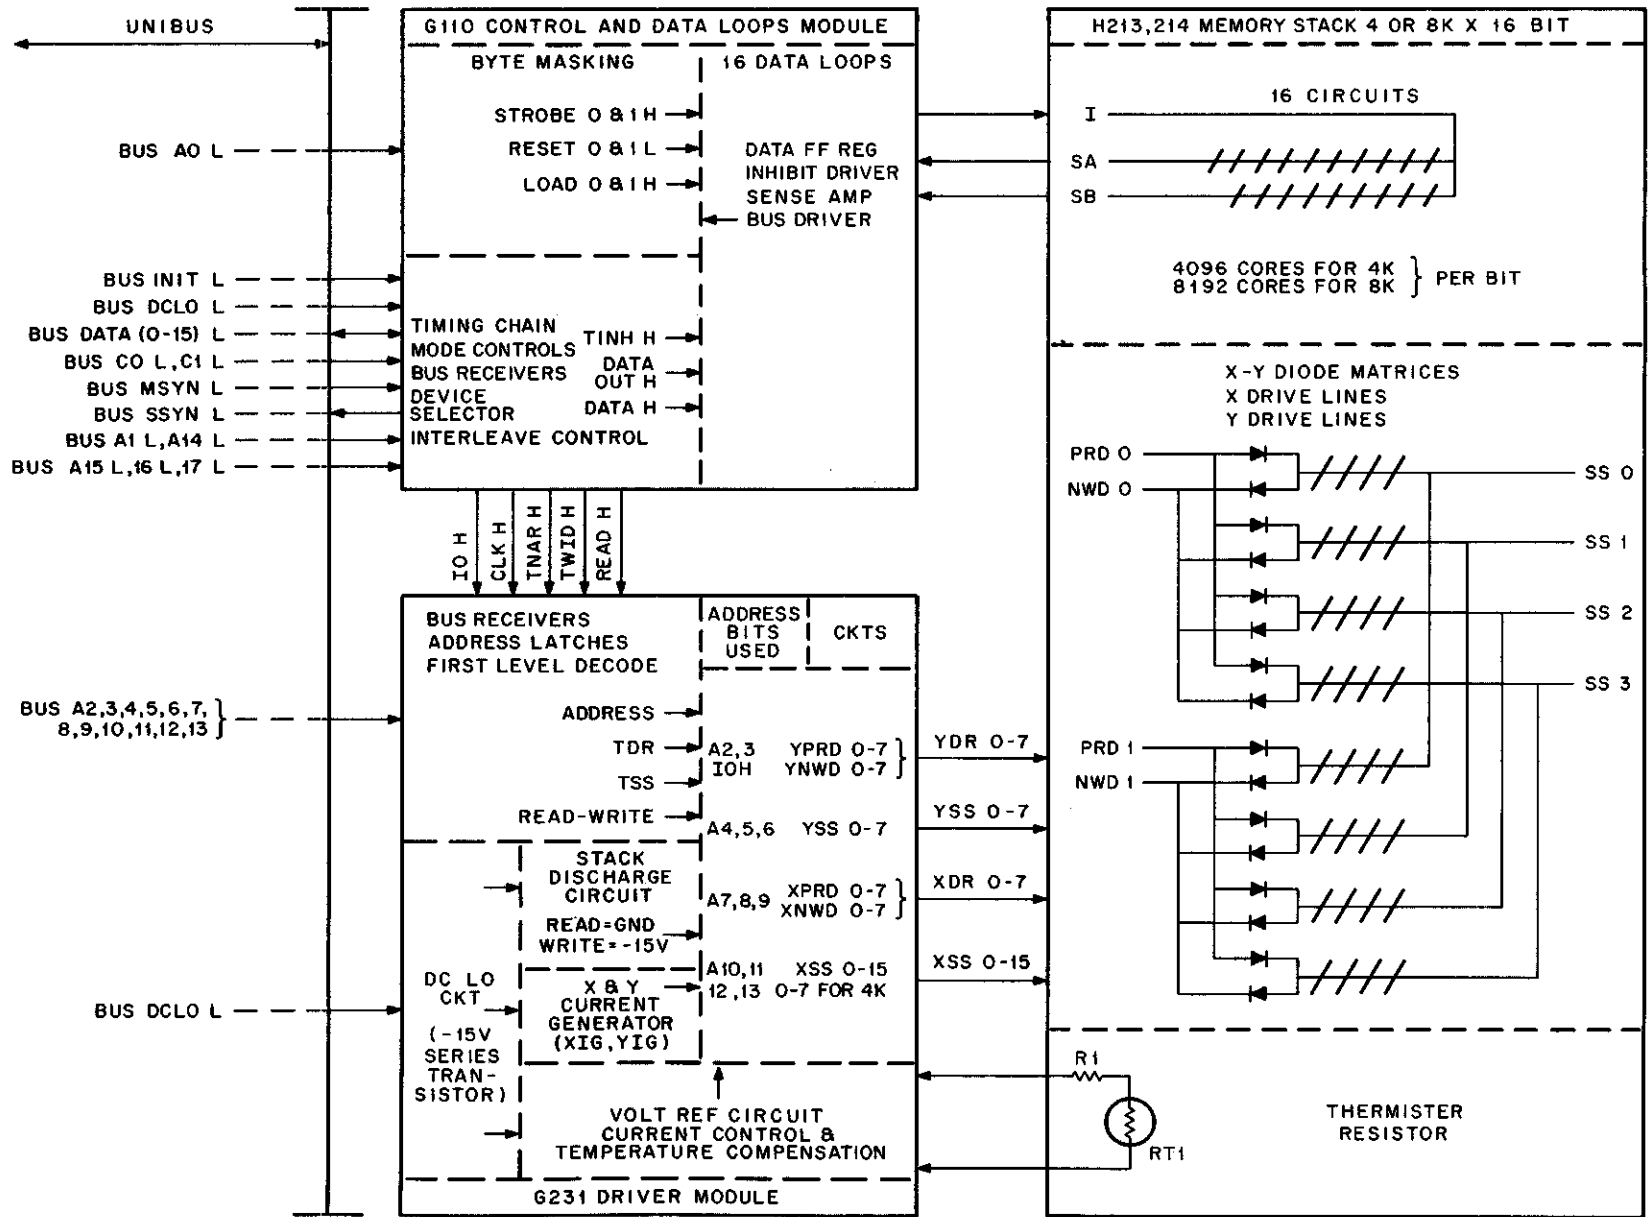 UNIBUS
BUS A0 L
BUS INIT L
BUS DCLO L
BUS DATA (0-15) L
BUS C0 L,C1 L
BUS MSYN L
BUS SSYN L
BUS A1 L,A14 L
BUS A15 L,16 L,17 L
BUS A2,3,4,5,6,7,
8,9,10,11,12,13
BUS DCLO L
G110 CONTROL AND DATA LOOPS MODULE
BYTE MASKING
16 DATA LOOPS
STROBE 0 & 1 H
RESET 0 & 1 L
LOAD 0 & 1 H
DATA FF REG
INHIBIT DRIVER
SENSE AMP
BUS DRIVER
TIMING CHAIN
MODE CONTROLS
BUS RECEIVERS
DEVICE
SELECTOR
INTERLEAVE CONTROL
TINH H
DATA
OUT H
DATA H
IO H
CLK H
TNAR H
TWID H
READ H
BUS RECEIVERS
ADDRESS LATCHES
FIRST LEVEL DECODE
ADDRESS
BITS
USED
CKTS
ADDRESS
TDR
TSS
READ-WRITE
A2,3
IOH
YPRD 0-7
YNWD 0-7
A4,5,6
YSS 0-7
A7,8,9
XPRD 0-7
XNWD 0-7
A10,11
12,13
XSS 0-15
0-7 FOR 4K
STACK
DISCHARGE
CIRCUIT
READ=GND
WRITE=-15V
DC LO
CKT
(-15V
SERIES
TRAN-
SISTOR)
X & Y
CURRENT
GENERATOR
(XIG,YIG)
VOLT REF CIRCUIT
CURRENT CONTROL &
TEMPERATURE COMPENSATION
G231 DRIVER MODULE
YDR 0-7
YSS 0-7
XDR 0-7
XSS 0-15
H213,214 MEMORY STACK 4 OR 8K X 16 BIT
16 CIRCUITS
I
SA
SB
4096 CORES FOR 4K
8192 CORES FOR 8K
PER BIT
X-Y DIODE MATRICES
X DRIVE LINES
Y DRIVE LINES
PRD 0
NWD 0
SS 0
SS 1
SS 2
SS 3
PRD 1
NWD 1
R1
RT1
THERMISTER
RESISTOR